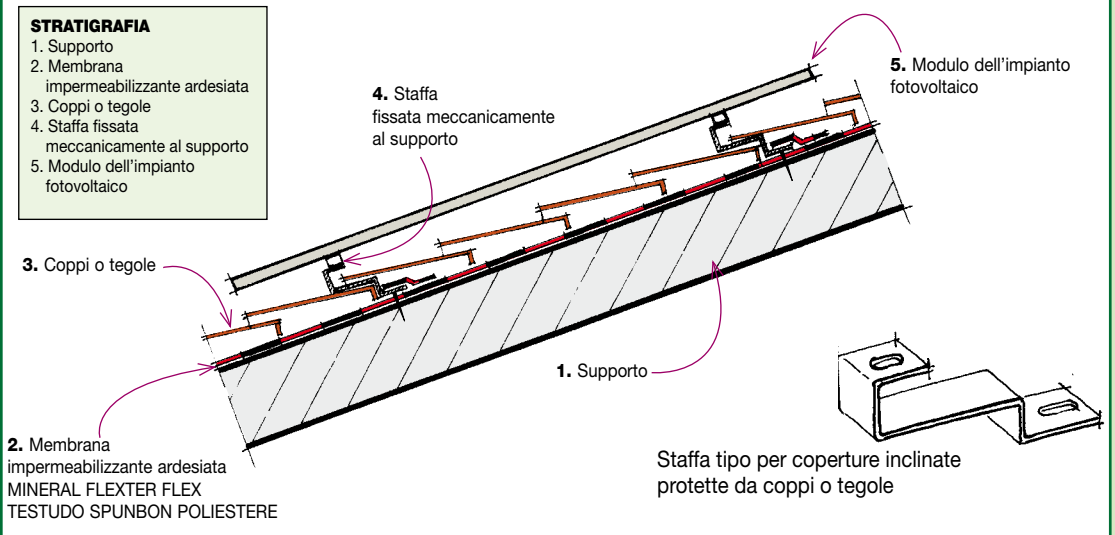 STRATIGRAFIA
1. Supporto
2. Membrana
impermeabilizzante ardesiata
3. Coppi o tegole
4. Staffa fissata
meccanicamente al supporto
5. Modulo dell'impianto
fotovoltaico
4. Staffa
fissata meccanicamente
al supporto
5. Modulo dell'impianto
fotovoltaico
3. Coppi o tegole
1. Supporto
2. Membrana
impermeabilizzante ardesiata
MINERAL FLEXTER FLEX
TESTUDO SPUNBON POLIESTERE
Staffa tipo per coperture inclinate
protette da coppi o tegole